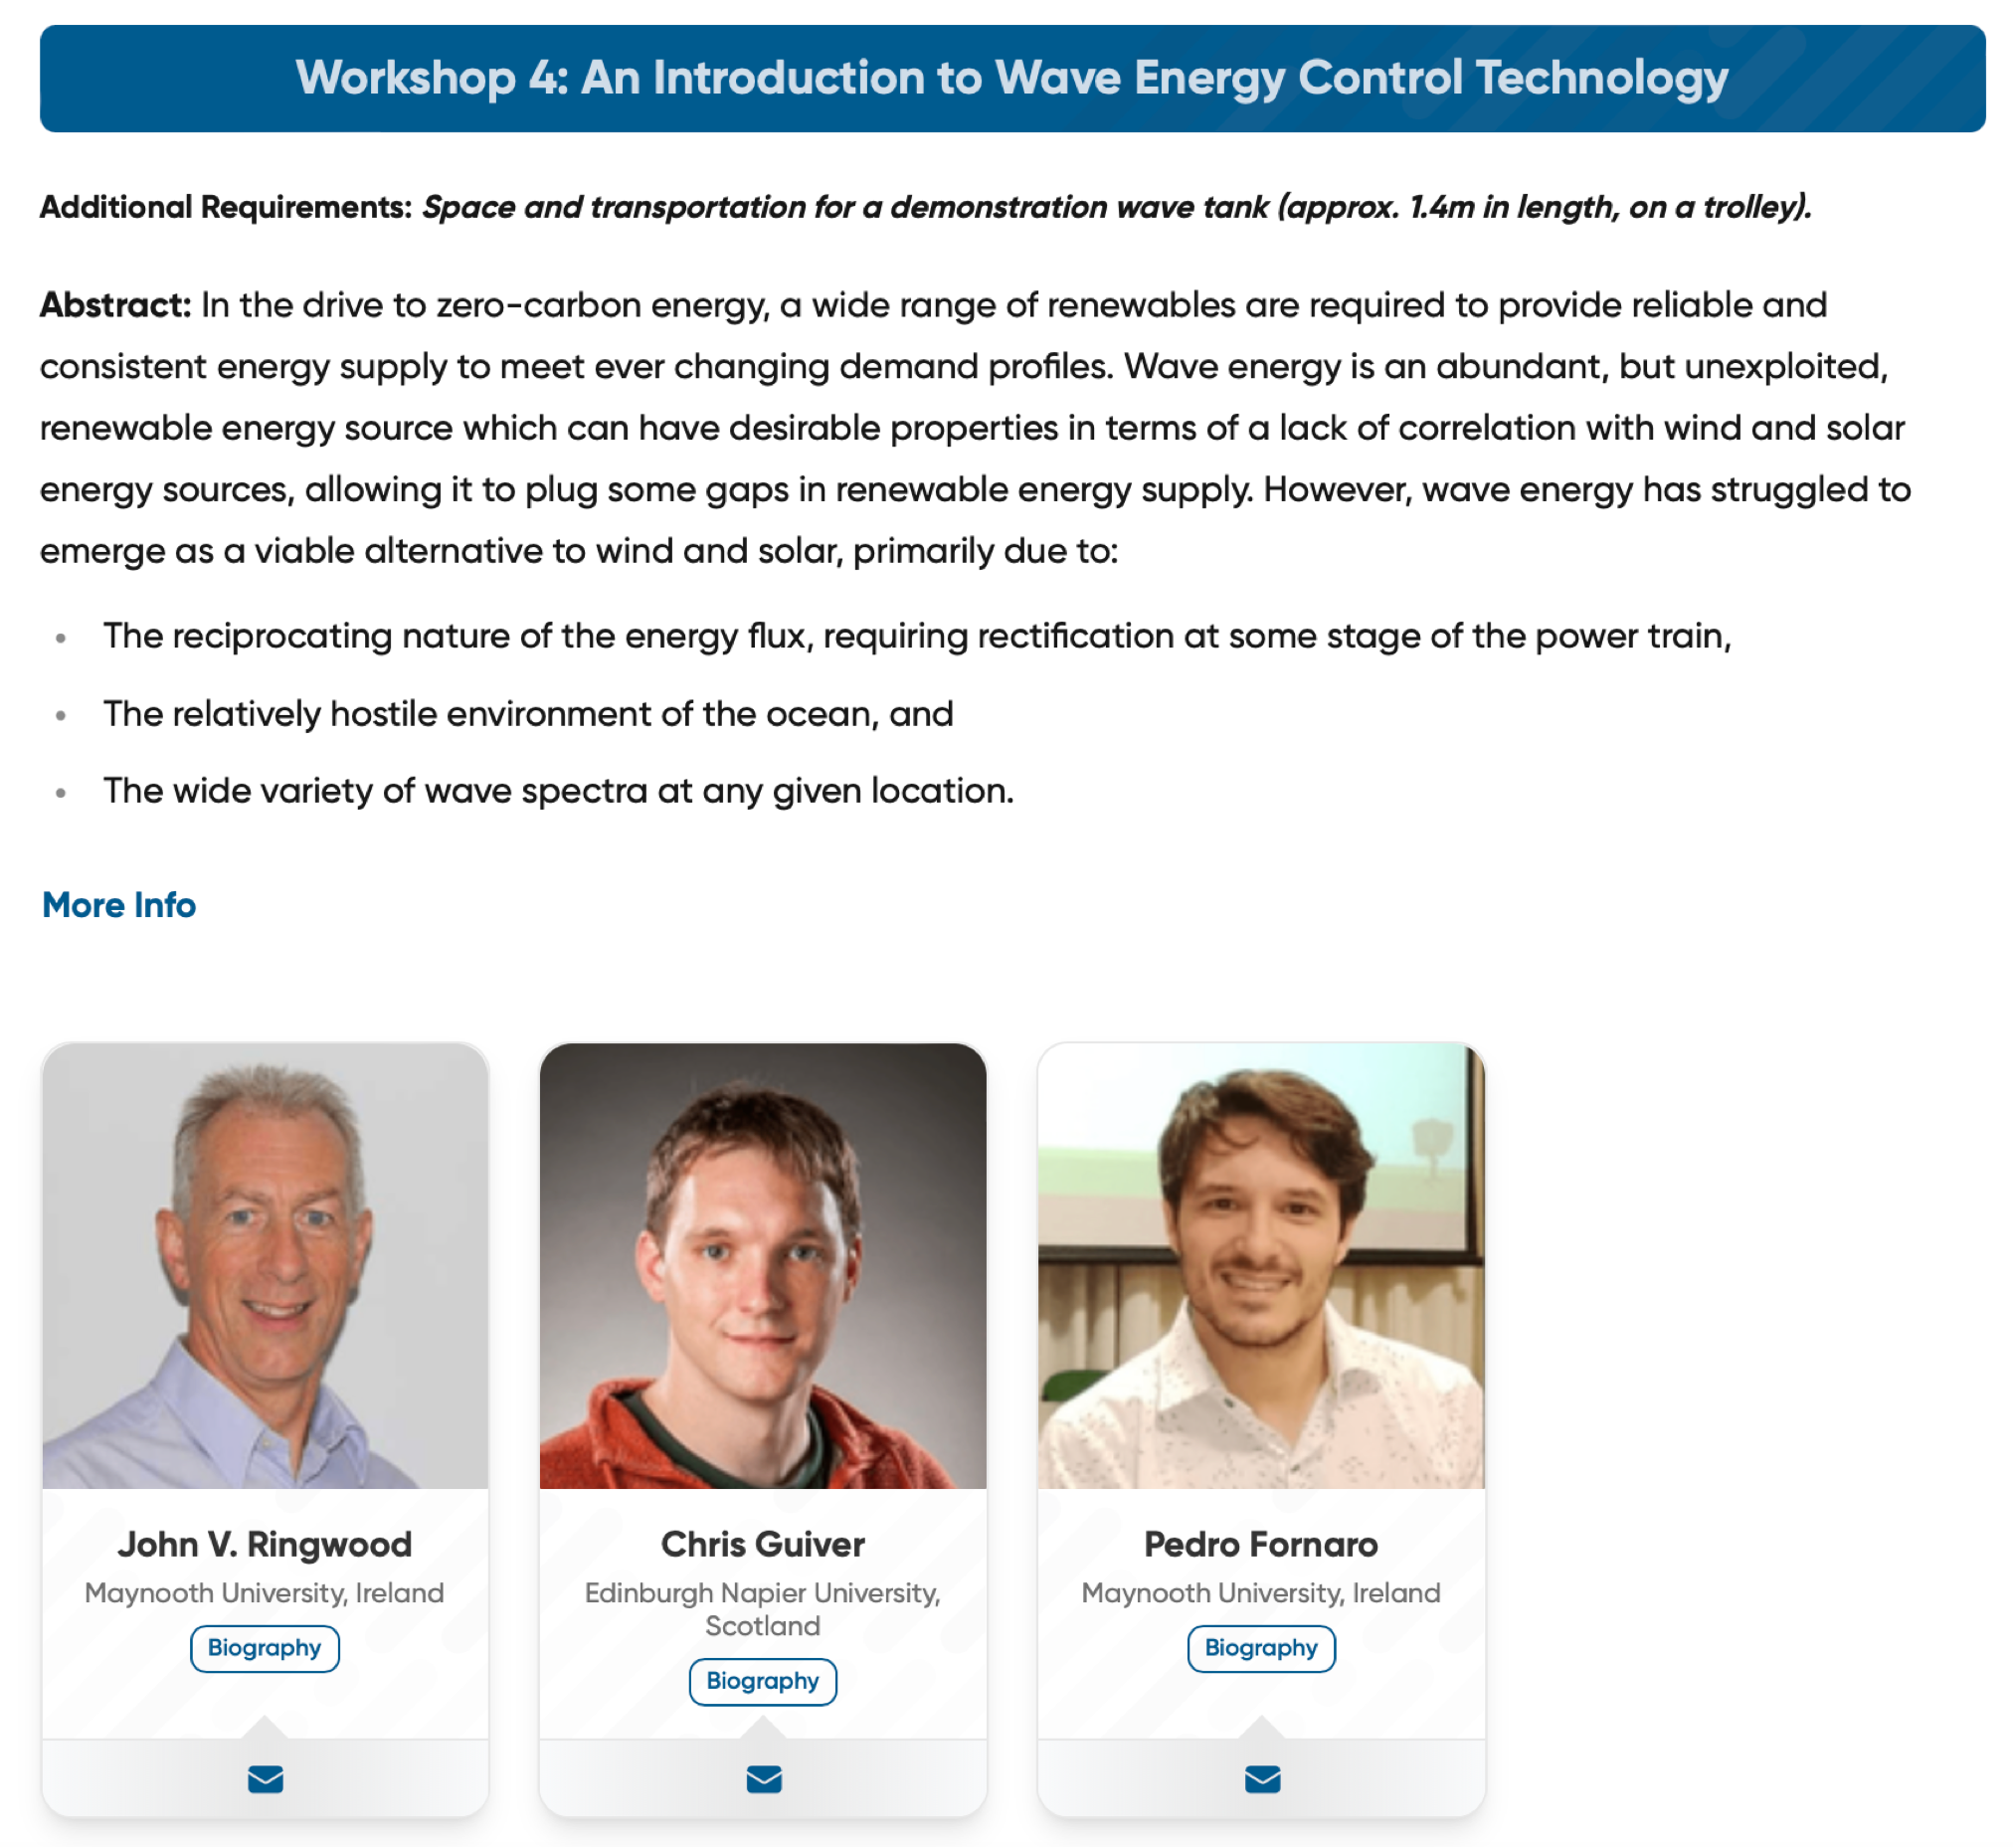 Workshop 4: An Introduction to Wave Energy Control Technology
Additional Requirements: Space and transportation for a demonstration wave tank (approx. 1.4m in length, on a trolley).
Abstract: In the drive to zero-carbon energy, a wide range of renewables are required to provide reliable and
consistent energy supply to meet ever changing demand profiles. Wave energy is an abundant, but unexploited,
renewable energy source which can have desirable properties in terms of a lack of correlation with wind and solar
energy sources, allowing it to plug some gaps in renewable energy supply. However, wave energy has struggled to
emerge as a viable alternative to wind and solar, primarily due to:
• The reciprocating nature of the energy flux, requiring rectification at some stage of the power train,
• The relatively hostile environment of the ocean, and
• The wide variety of wave spectra at any given location.
More Info
John V. Ringwood
Maynooth University, Ireland
Biography
Chris Guiver
Edinburgh Napier University,
Scotland
Biography
Pedro Fornaro
Maynooth University, Ireland
Biography